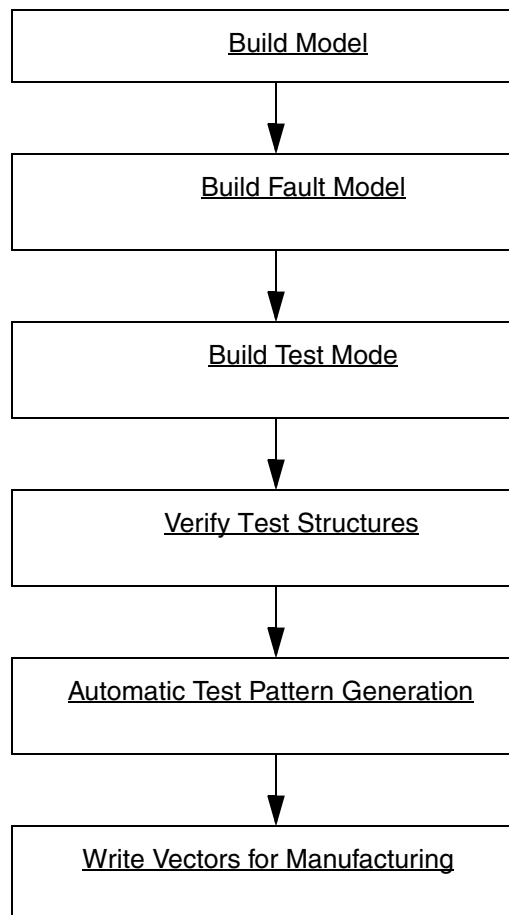 Build Model
Build Fault Model
Build Test Mode
Verify Test Structures
Automatic Test Pattern Generation
Write Vectors for Manufacturing